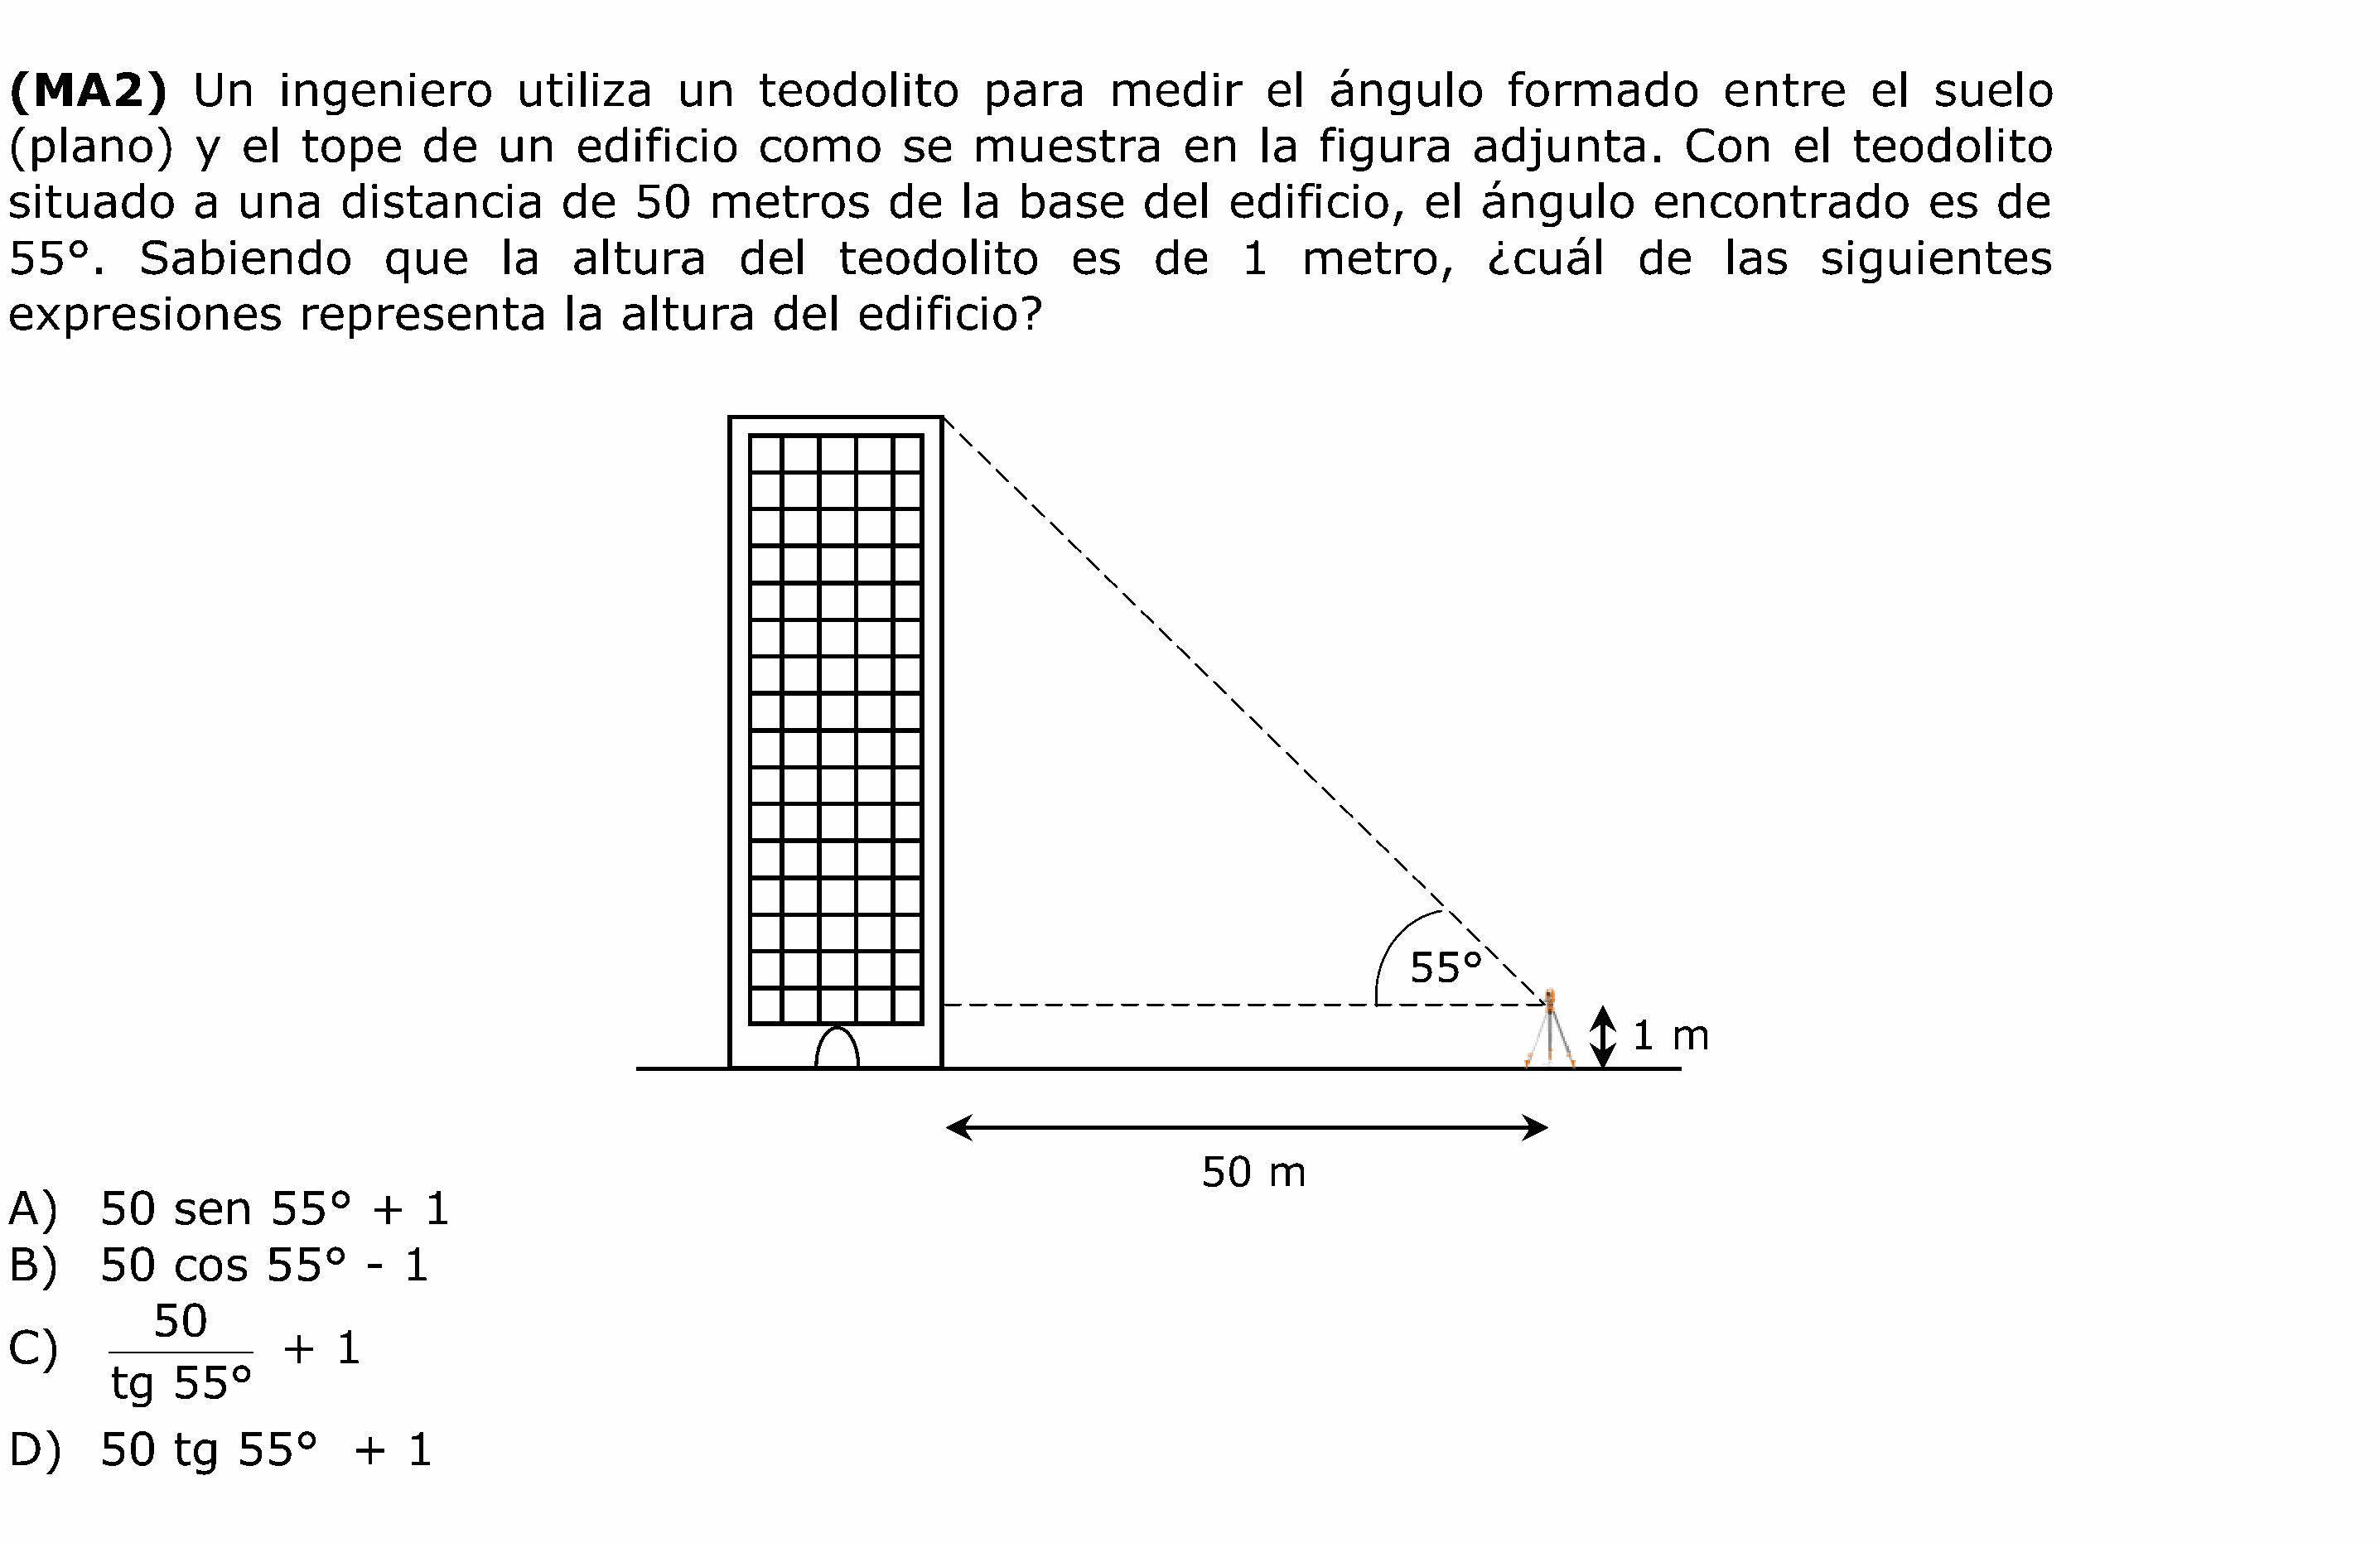 (MA2) Un ingeniero utiliza un teodolito para medir el ángulo formado entre el suelo
(plano) y el tope de un edificio como se muestra en la figura adjunta. Con el teodolito
situado a una distancia de 50 metros de la base del edificio, el ángulo encontrado es de
55°. Sabiendo que la altura del teodolito es de 1 metro, ¿cuál de las siguientes
expresiones representa la altura del edificio?
55°
1 m
50 m
A) 50 sen 55° + 1
B) 50 cos 55° - 1
50
C) + 1
tg 55°
D) 50 tg 55° + 1